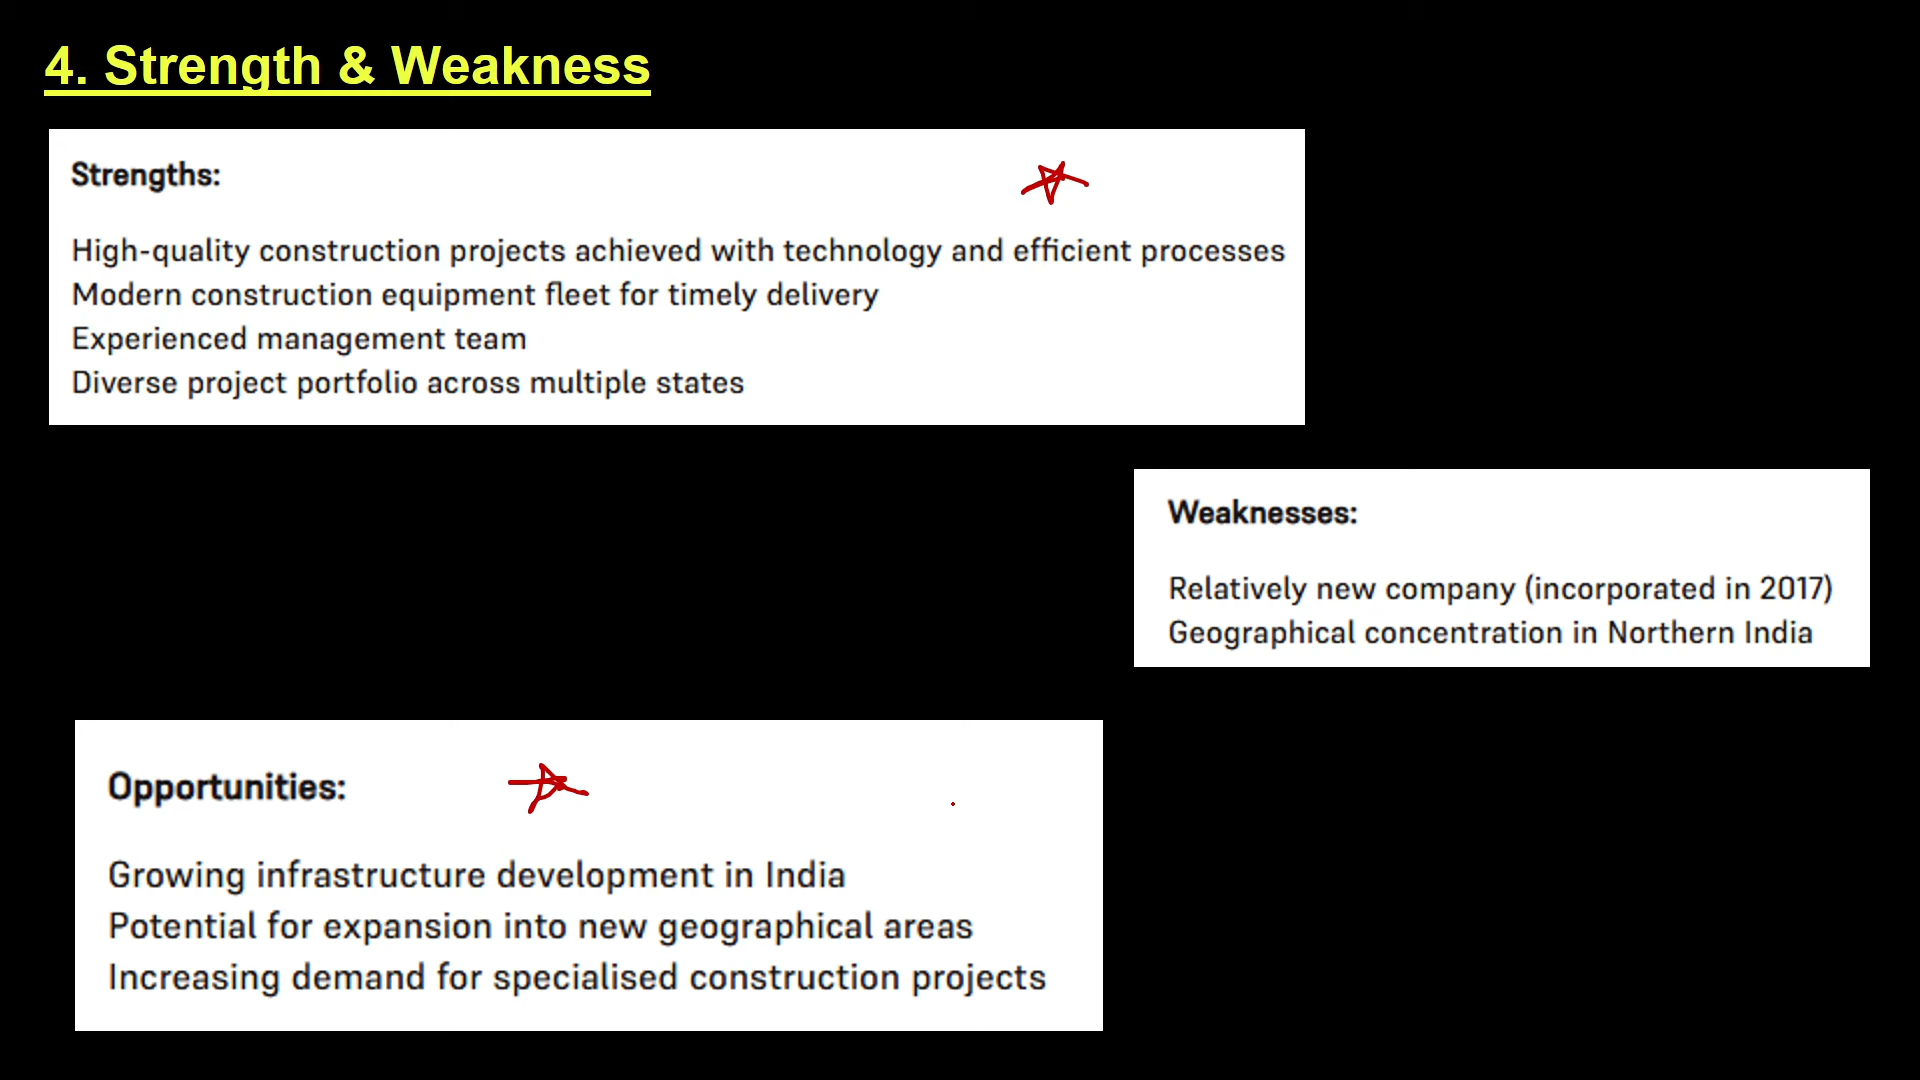 4. Strength & Weakness
Strengths:
High-quality construction projects achieved with technology and efficient processes
Modern construction equipment fleet for timely delivery
Experienced management team
Diverse project portfolio across multiple states
Weaknesses:
Relatively new company (incorporated in 2017)
Geographical concentration in Northern India
Opportunities:
Growing infrastructure development in India
Potential for expansion into new geographical areas
Increasing demand for specialised construction projects